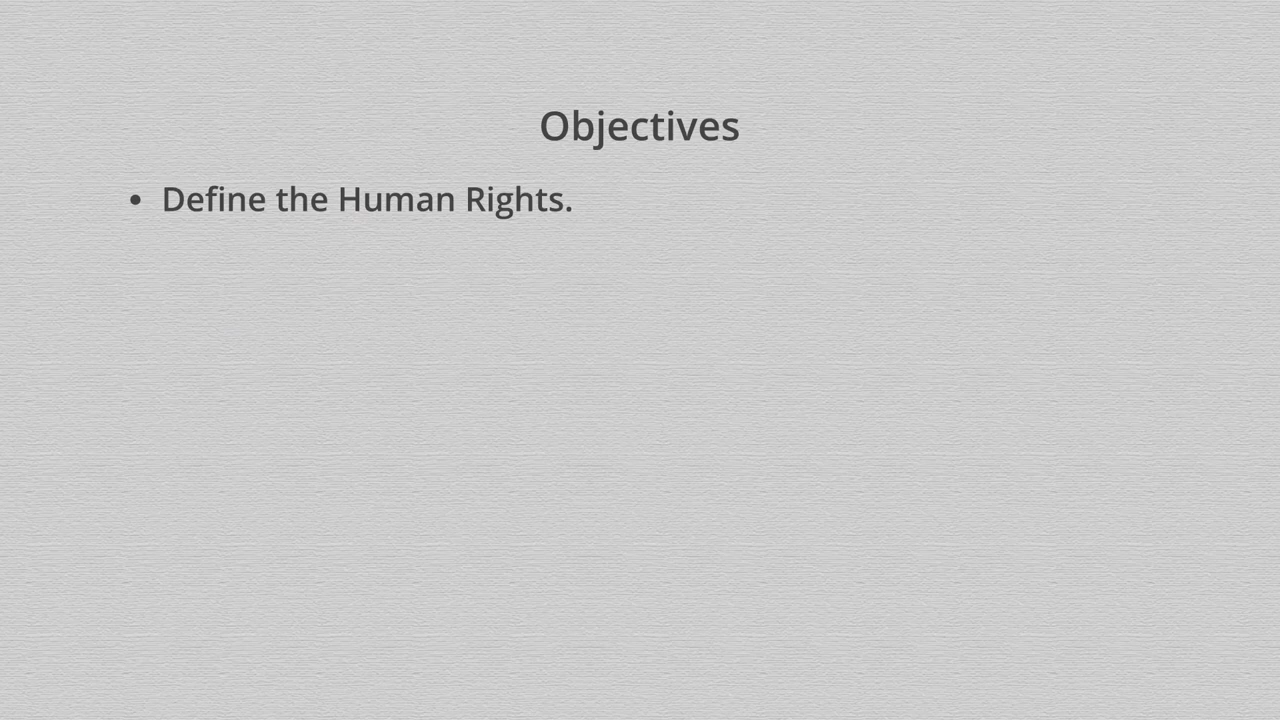 Objectives
• Define the Human Rights.